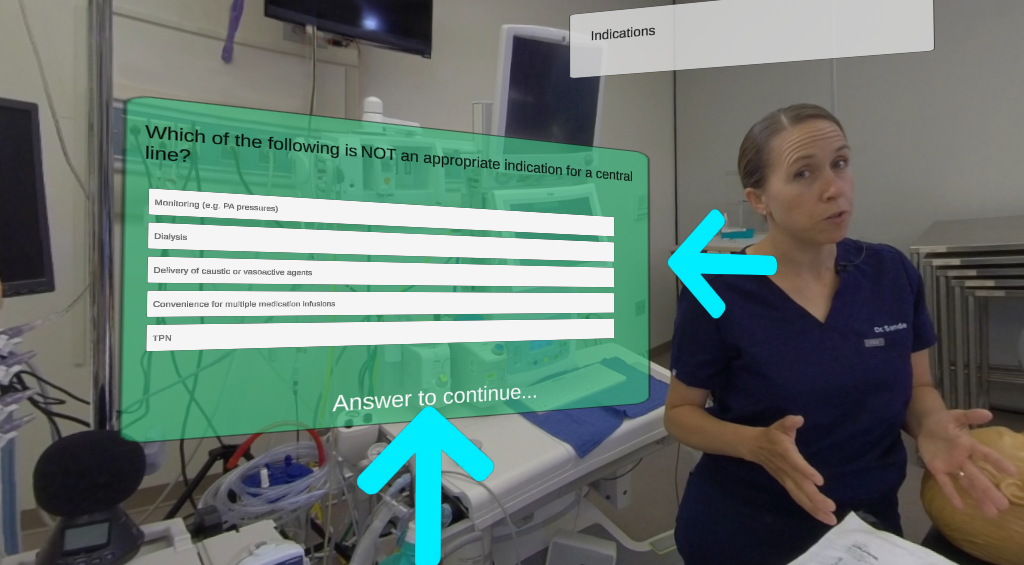 Indications
Which of the following is NOT an appropriate indication for a central
line?
Monitoring (e.g. PA pressures)
Dialysis
Delivery of caustic or vasoactive agents
Convenience for multiple medication infusions
TPN
Answer to continue...
Dr. Sande